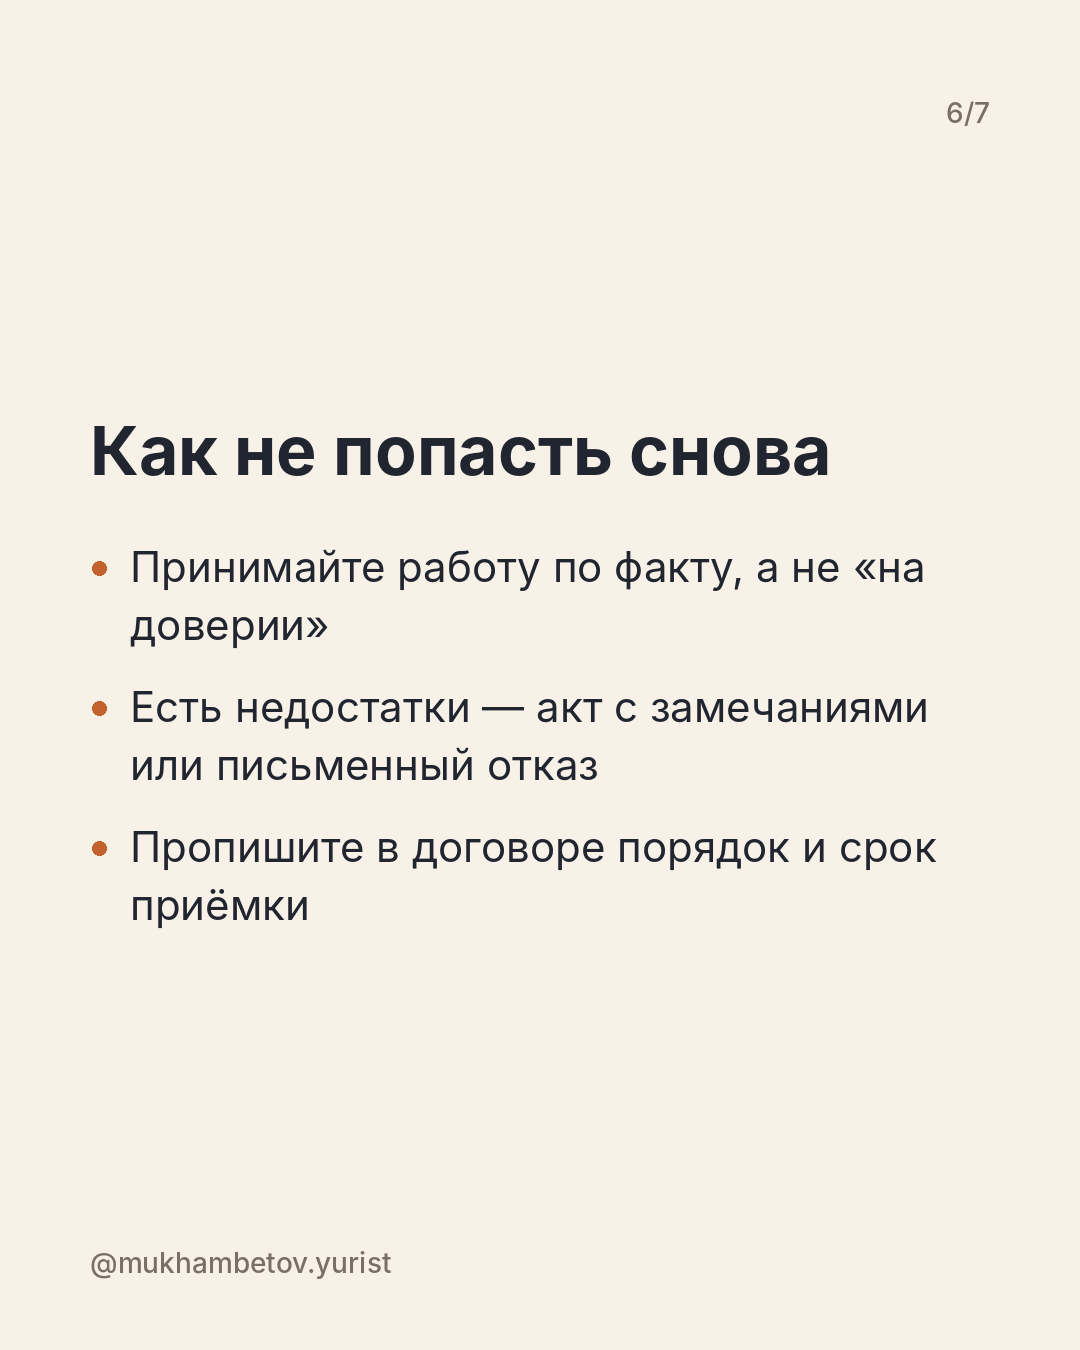 6/7
Как не попасть снова
• Принимайте работу по факту, а не «на
доверии»
• Есть недостатки — акт с замечаниями
или письменный отказ
• Пропишите в договоре порядок и срок
приёмки
@mukhambetov.yurist